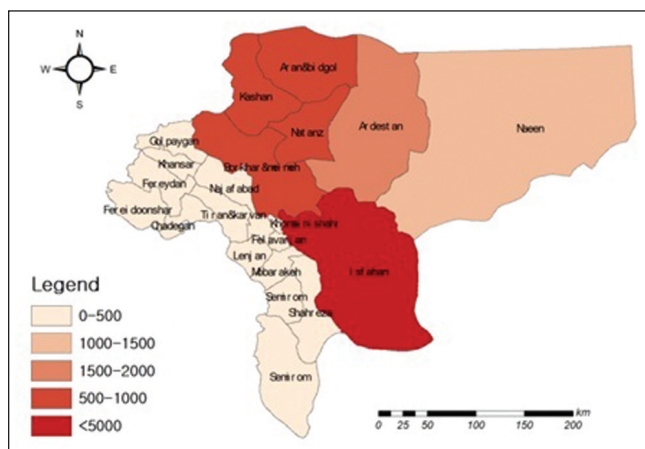 N
W E
S
Aran&bidgol
Kashan
Natanz
Ardestan
Naeen
Golpaygan
Khansar
Borkhar&meimeh
Fereydan
Najafabad
Fereidoonshar
Tiran&karvan
Chadegan
Khomeinishahr
Felavarjan
Lenjan
Isfahan
Mobarakeh
Semirom
Shahreza
Semirom
Legend
0-500
1000-1500
1500-2000
500-1000
<5000
km
0 25 50 100 150 200